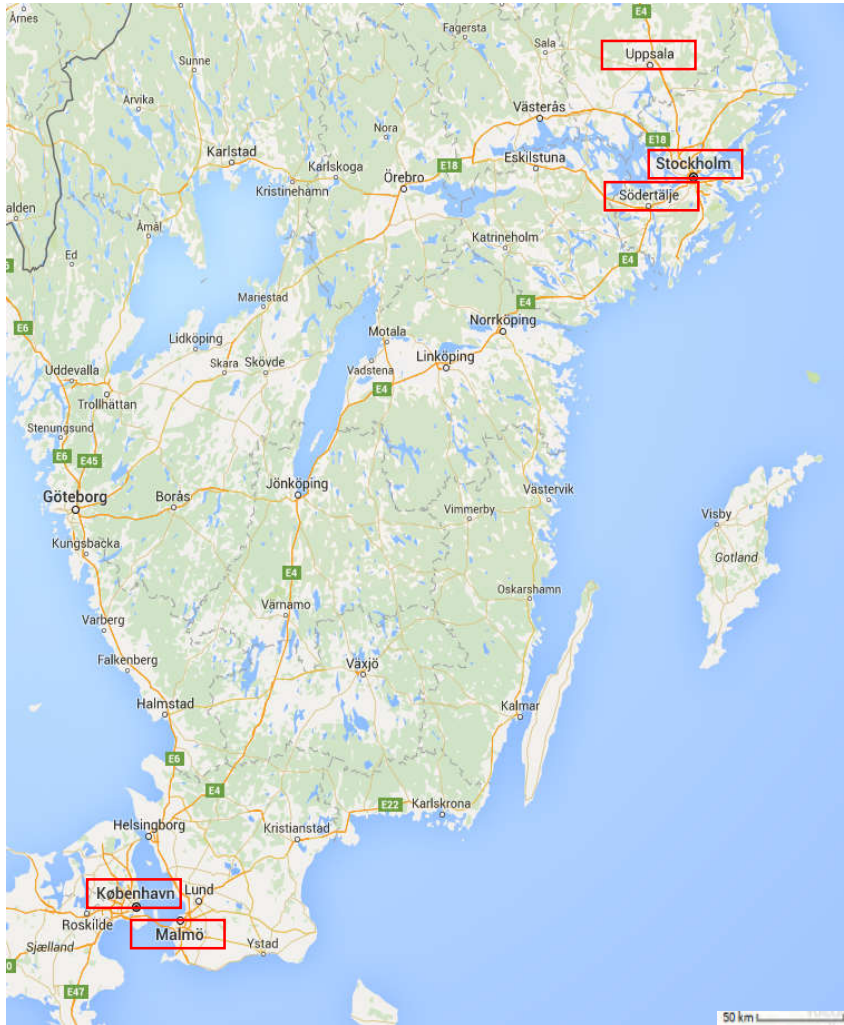 Årnes
E4
Fagersta
Sala
Uppsala
Sunne
Arvika
Västerås
Nora
E18
Karlstad
Stockholm
Karlskoga
Örebro
E18
Eskilstuna
Kristinehamn
Södertälje
alden
Åmål
Katrineholm
Ed
E4
Mariestad
E4
E6
Norrköping
Motala
Lidköping
Linköping
Skara
Skövde
Vadstena
Uddevalla
E4
Trollhättan
Stenungsund
E6
E45
Jönköping
Göteborg
Borås
Västervik
Vimmerby
Visby
Kungsbacka
Gotland
E4
Oskarshamn
Värnamo
Varberg
Falkenberg
Växjö
Halmstad
Kalmar
E6
E4
E22
Karlskrona
Helsingborg
Kristianstad
København
Lund
Roskilde
Malmö
Sjælland
Ystad
E47
50 km